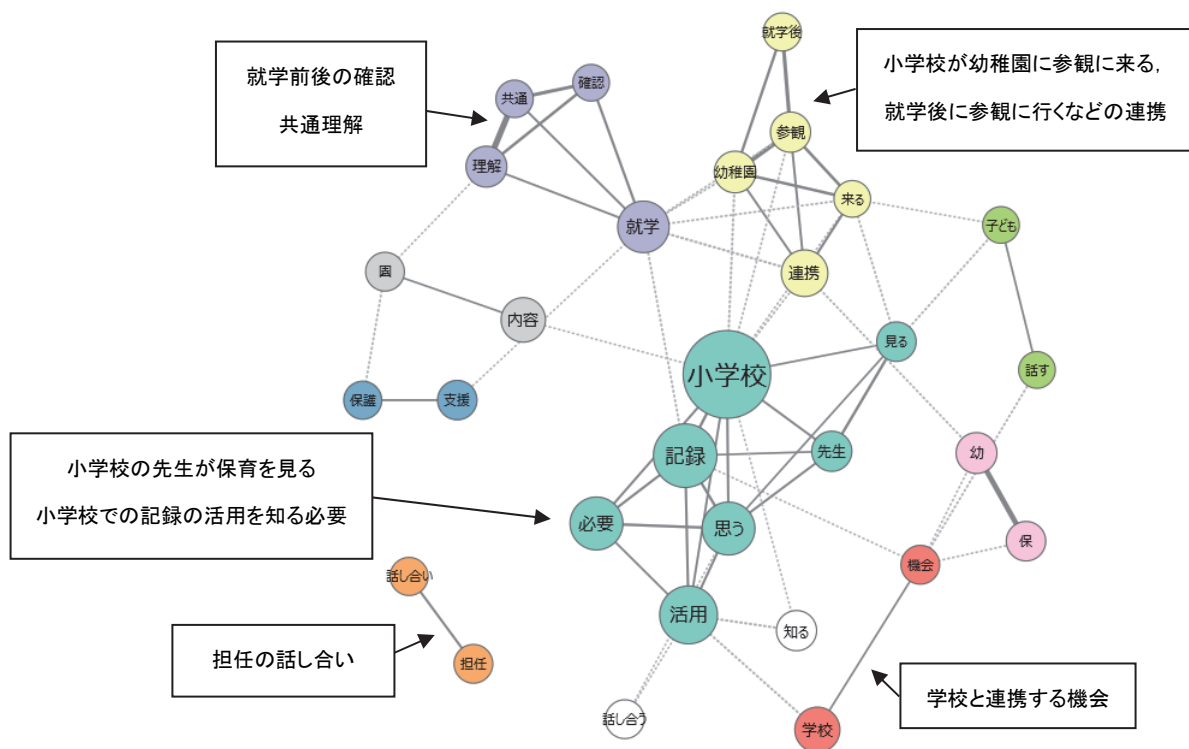 就学後
就学前後の確認
共通理解
小学校が幼稚園に参観に来る,
就学後に参観に行くなどの連携
確認
共通
参観
理解
幼稚園
来る
就学
子ども
園
連携
内容
見る
小学校
話す
保護
支援
先生
幼
記録
小学校の先生が保育を見る
小学校での記録の活用を知る必要
必要
思う
保
機会
話し合い
活用
知る
担任の話し合い
担任
学校と連携する機会
話し合う
学校